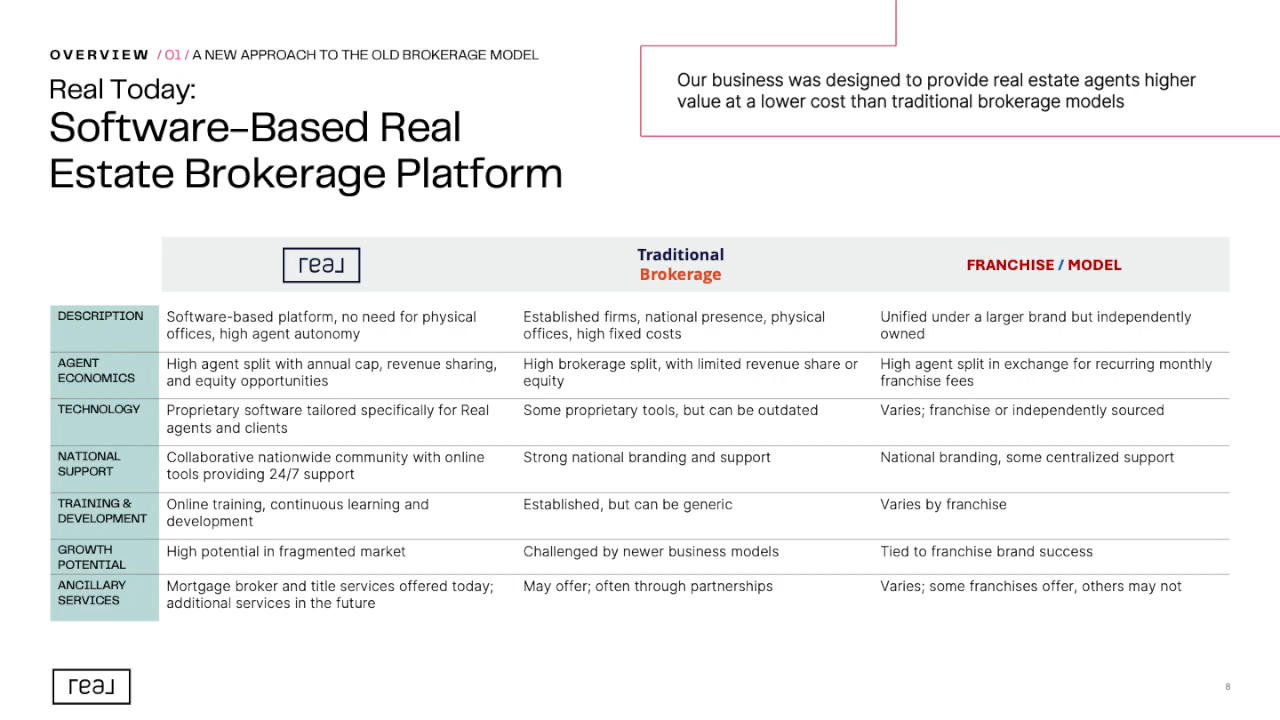 OVERVIEW / 01 / A NEW APPROACH TO THE OLD BROKERAGE MODEL
Real Today:
Software-Based Real
Estate Brokerage Platform
Our business was designed to provide real estate agents higher
value at a lower cost than traditional brokerage models
real
Traditional
Brokerage
FRANCHISE / MODEL
DESCRIPTION
Software-based platform, no need for physical
offices, high agent autonomy
Established firms, national presence, physical
offices, high fixed costs
Unified under a larger brand but independently
owned
AGENT
ECONOMICS
High agent split with annual cap, revenue sharing,
and equity opportunities
High brokerage split, with limited revenue share or
equity
High agent split in exchange for recurring monthly
franchise fees
TECHNOLOGY
Proprietary software tailored specifically for Real
agents and clients
Some proprietary tools, but can be outdated
Varies; franchise or independently sourced
NATIONAL
SUPPORT
Collaborative nationwide community with online
tools providing 24/7 support
Strong national branding and support
National branding, some centralized support
TRAINING &
DEVELOPMENT
Online training, continuous learning and
development
Established, but can be generic
Varies by franchise
GROWTH
POTENTIAL
High potential in fragmented market
Challenged by newer business models
Tied to franchise brand success
ANCILLARY
SERVICES
Mortgage broker and title services offered today;
additional services in the future
May offer; often through partnerships
Varies; some franchises offer, others may not
real
8